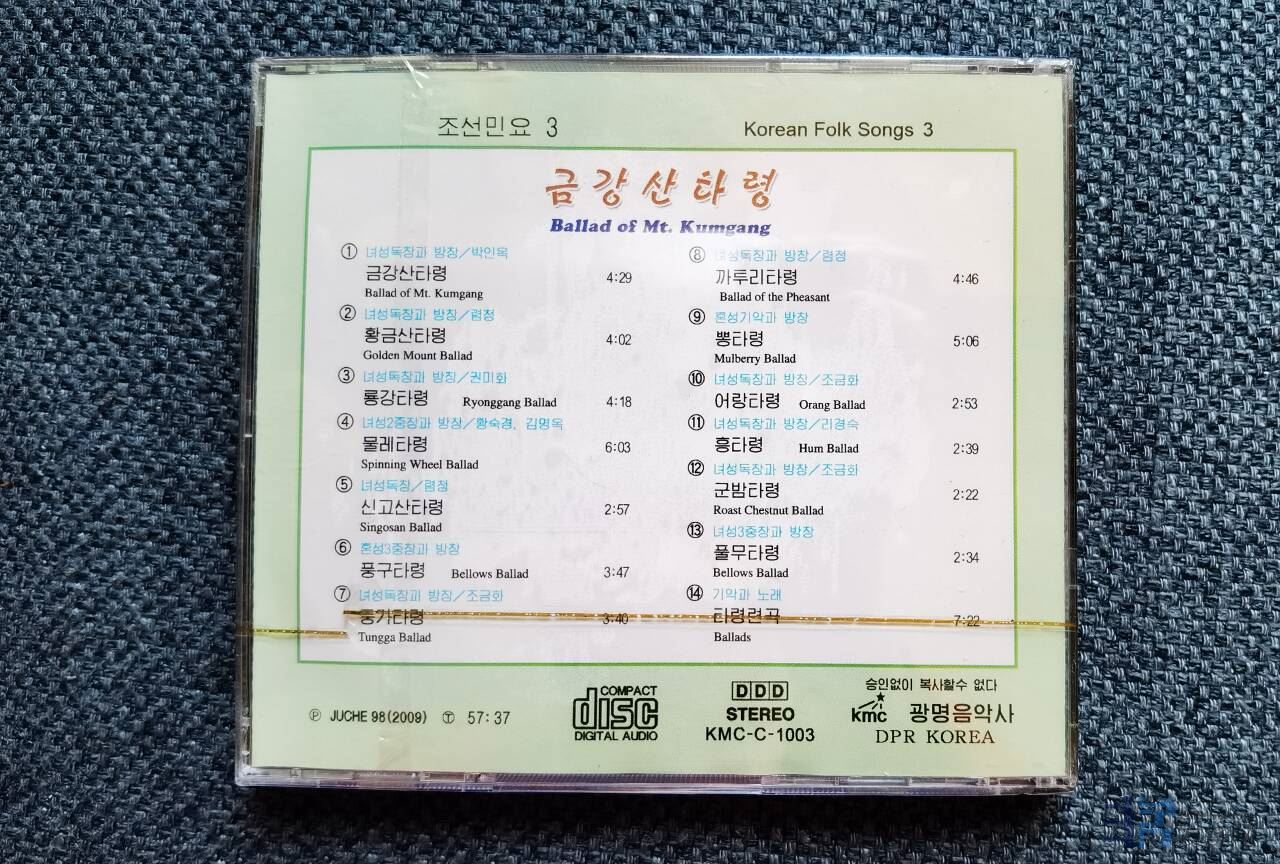 조선민요 3
Korean Folk Songs 3
금강산타령
Ballad of Mt. Kumgang
① 녀성독창과 방창/박인옥
금강산타령 4:29
Ballad of Mt. Kumgang
② 녀성독창과 방창/렴청
황금산타령 4:02
Golden Mount Ballad
③ 녀성독창과 방창/권미화
룡강타령 Ryonggang Ballad 4:18
④ 녀성2중창과 방창/황숙경、김명옥
물레타령 6:03
Spinning Wheel Ballad
⑤ 녀성독창/렴청
신고산타령 2:57
Singosan Ballad
⑥ 혼성3중창과 방창
풍구타령 Bellows Ballad 3:47
⑦ 녀성독창과 방창/조금화
둥가타령 3:40
Tungga Ballad
⑧ 녀성독창과 방창/렴청
까투리타령 4:46
Ballad of the Pheasant
⑨ 혼성기악과 방창
뽕타령 5:06
Mulberry Ballad
⑩ 녀성독창과 방창/조금화
어랑타령 Orang Ballad 2:53
⑪ 녀성독창과 방창/리경숙
흥타령 Hum Ballad 2:39
⑫ 녀성독창과 방창/조금화
군밤타령 2:22
Roast Chestnut Ballad
⑬ 녀성3중창과 방창
풀무타령 2:34
Bellows Ballad
⑭ 기악과 노래
타령련곡 7:22
Ballads
Ⓟ JUCHE 98(2009) Ⓣ 57:37
COMPACT
disc
DIGITAL AUDIO
DDD
STEREO
KMC-C-1003
승인없이 복사할수 없다
kmc 광명음악사
DPR KOREA